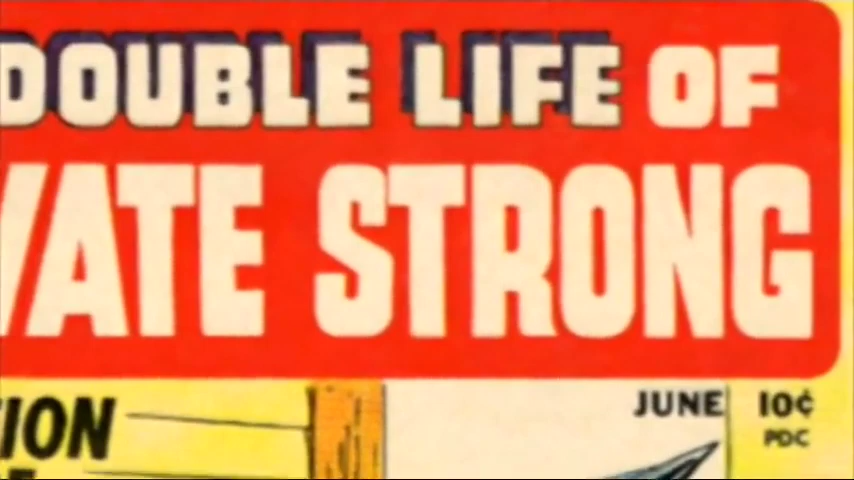 DOUBLE LIFE OF
VATE STRONG
JUNE 10¢
PDC
ION